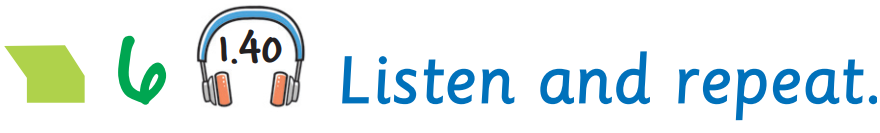 6 1.40 Listen and repeat.